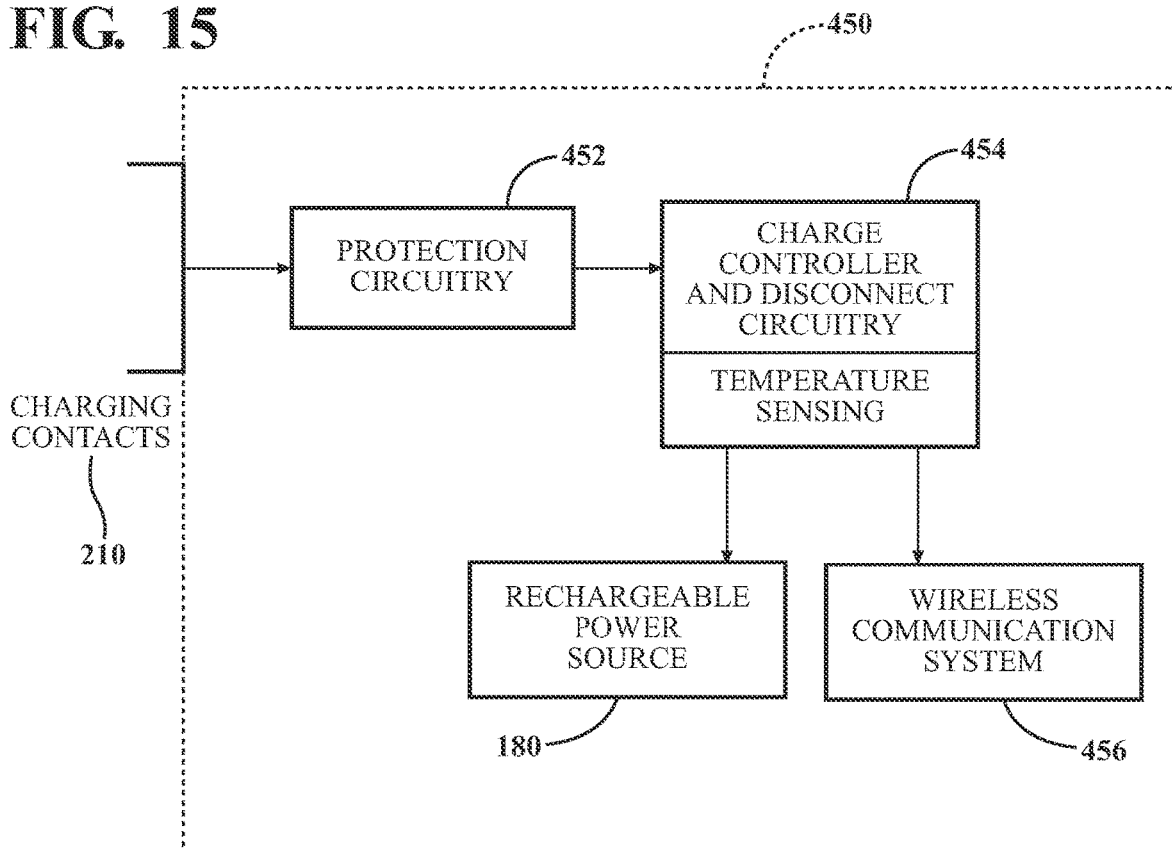 FIG. 15
450
452
454
PROTECTION
CIRCUITRY
CHARGE
CONTROLLER
AND DISCONNECT
CIRCUITRY
TEMPERATURE
SENSING
CHARGING
CONTACTS
210
RECHARGEABLE
POWER
SOURCE
WIRELESS
COMMUNICATION
SYSTEM
180
456